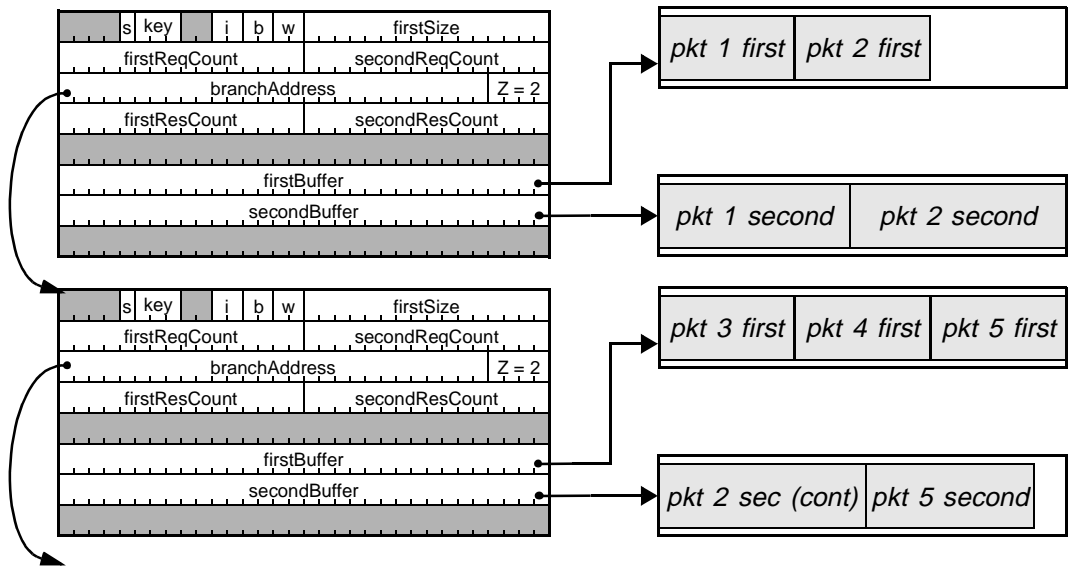 s key i b w firstSize
firstReqCount secondReqCount
branchAddress Z = 2
firstResCount secondResCount
firstBuffer
secondBuffer
pkt 1 first pkt 2 first
pkt 1 second pkt 2 second
s key i b w firstSize
firstReqCount secondReqCount
branchAddress Z = 2
firstResCount secondResCount
firstBuffer
secondBuffer
pkt 3 first pkt 4 first pkt 5 first
pkt 2 sec (cont) pkt 5 second